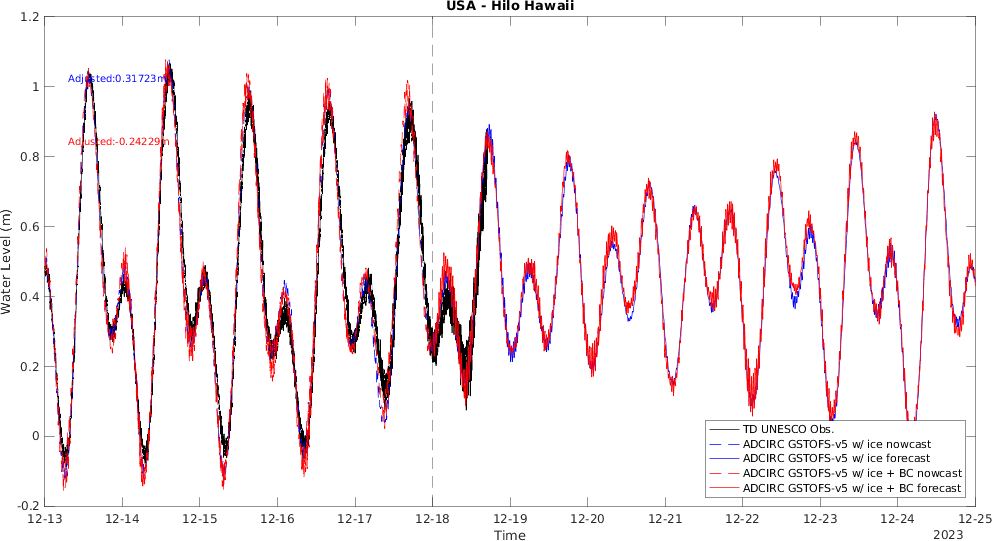 USA - Hilo Hawaii
1.2
1
0.8
0.6
0.4
0.2
0
-0.2
Water Level (m)
Adjusted:0.31723m
Adjusted:-0.24229m
TD UNESCO Obs.
ADCIRC GSTOFS-v5 w/ ice nowcast
ADCIRC GSTOFS-v5 w/ ice forecast
ADCIRC GSTOFS-v5 w/ ice + BC nowcast
ADCIRC GSTOFS-v5 w/ ice + BC forecast
12-13 12-14 12-15 12-16 12-17 12-18 12-19 12-20 12-21 12-22 12-23 12-24 12-25
Time
2023